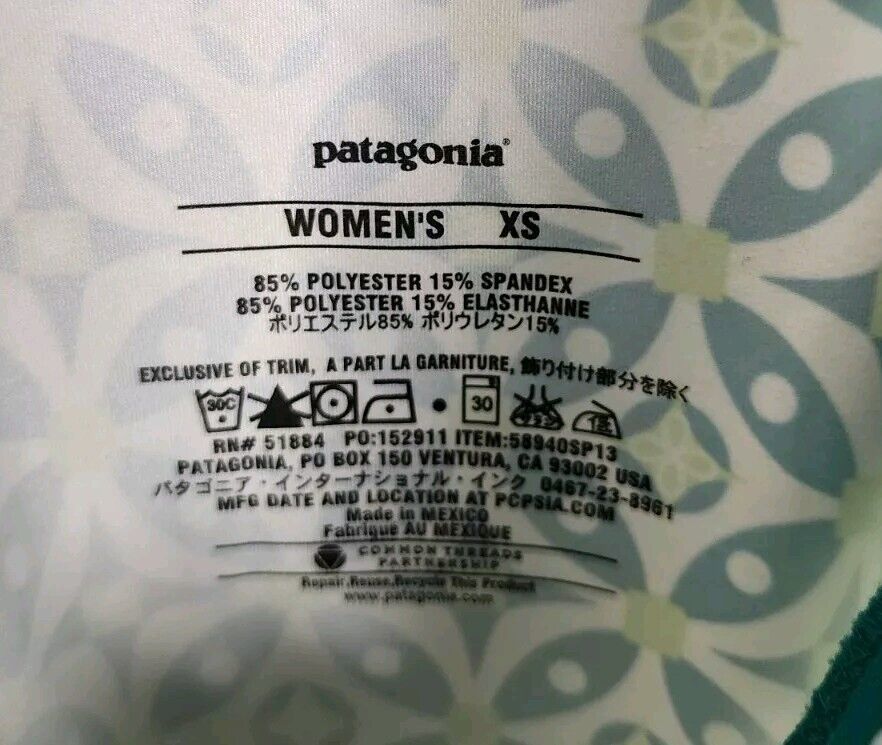 patagonia®
WOMEN'S XS
85% POLYESTER 15% SPANDEX
85% POLYESTER 15% ELASTHANNE
ポリエステル85% ポリウレタン15%
EXCLUSIVE OF TRIM, A PART LA GARNITURE, 飾り付け部分を除く
30C 30 低
RN# 51884 PO:152911 ITEM:58940SP13
PATAGONIA, PO BOX 150 VENTURA, CA 93002 USA
パタゴニア・インターナショナル・インク 0467-23-8961
MFG DATE AND LOCATION AT PCPSIA.COM
Made in MEXICO
Fabriqué AU MEXIQUE
COMMON THREADS
PARTNERSHIP
Repair,Reuse,Recycle This Product
www.patagonia.com